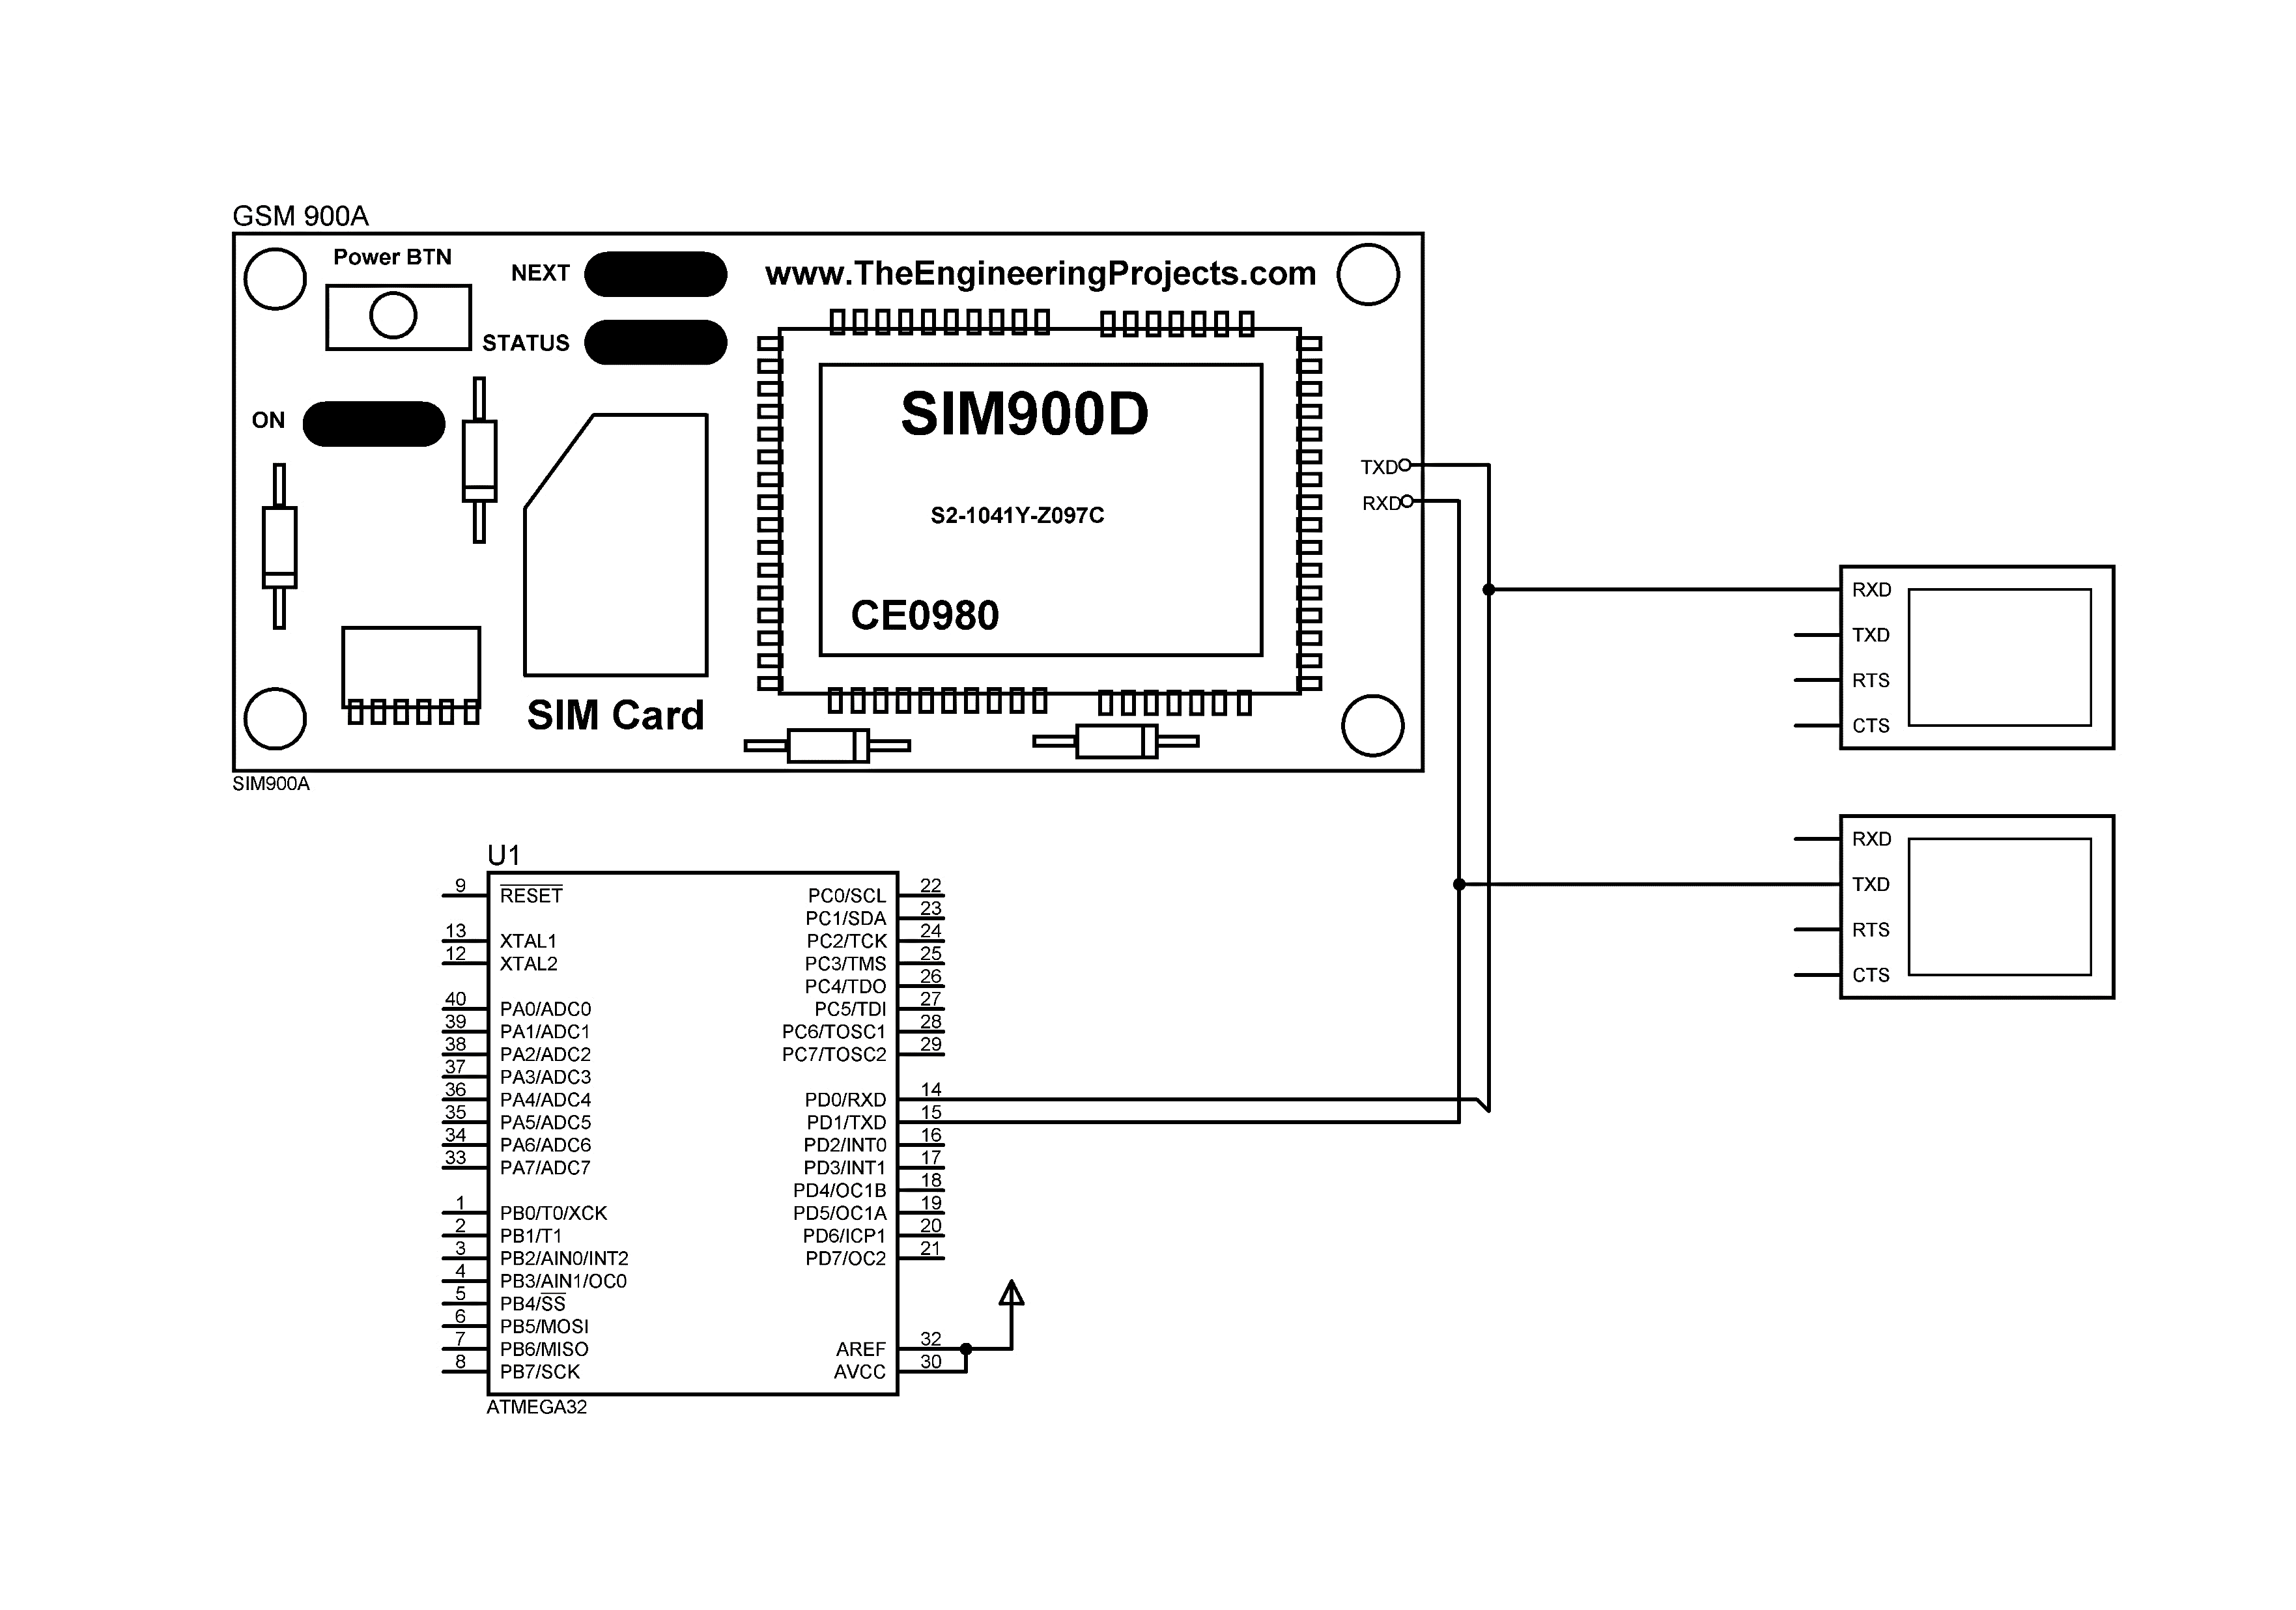 GSM 900A
Power BTN
NEXT
www.TheEngineeringProjects.com
STATUS
ON
SIM900D
S2-1041Y-Z097C
CE0980
SIM Card
TXD
RXD
SIM900A
RXD
TXD
RTS
CTS
RXD
TXD
RTS
CTS
U1
9 RESET
13 XTAL1
12 XTAL2
40 PA0/ADC0
39 PA1/ADC1
38 PA2/ADC2
37 PA3/ADC3
36 PA4/ADC4
35 PA5/ADC5
34 PA6/ADC6
33 PA7/ADC7
1 PB0/T0/XCK
2 PB1/T1
3 PB2/AIN0/INT2
4 PB3/AIN1/OC0
5 PB4/SS
6 PB5/MOSI
7 PB6/MISO
8 PB7/SCK
PC0/SCL 22
PC1/SDA 23
PC2/TCK 24
PC3/TMS 25
PC4/TDO 26
PC5/TDI 27
PC6/TOSC1 28
PC7/TOSC2 29
PD0/RXD 14
PD1/TXD 15
PD2/INT0 16
PD3/INT1 17
PD4/OC1B 18
PD5/OC1A 19
PD6/ICP1 20
PD7/OC2 21
AREF 32
AVCC 30
ATMEGA32